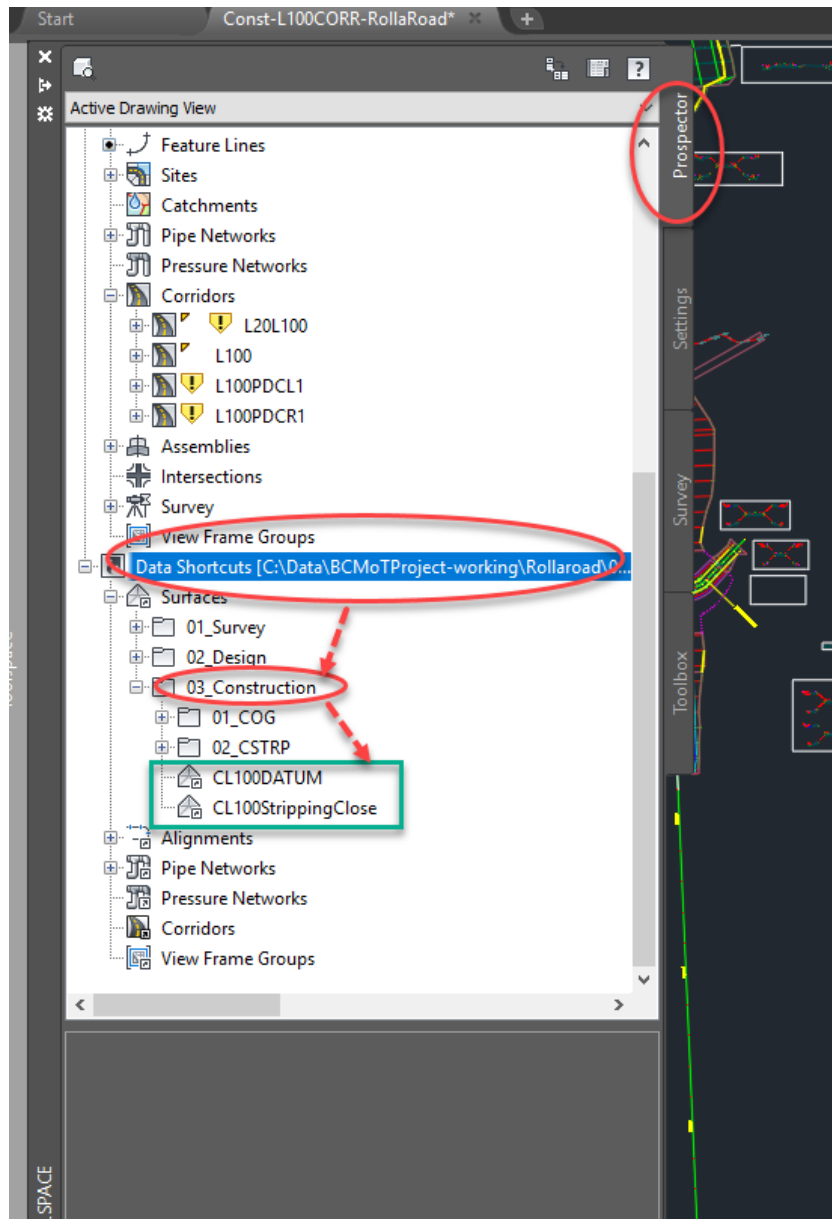 Start
Const-L100CORR-RollaRoad*
?
Active Drawing View
Feature Lines
Sites
Catchments
Pipe Networks
Pressure Networks
Corridors
L20L100
L100
L100PDCL1
L100PDCR1
Assemblies
Intersections
Survey
View Frame Groups
Data Shortcuts [C:\Data\BCMoTProject-working\Rollaroad\0...
Surfaces
01_Survey
02_Design
03_Construction
01_COG
02_CSTRP
CL100DATUM
CL100StrippingClose
Alignments
Pipe Networks
Pressure Networks
Corridors
View Frame Groups
Prospector
Settings
Survey
Toolbox
SPACE